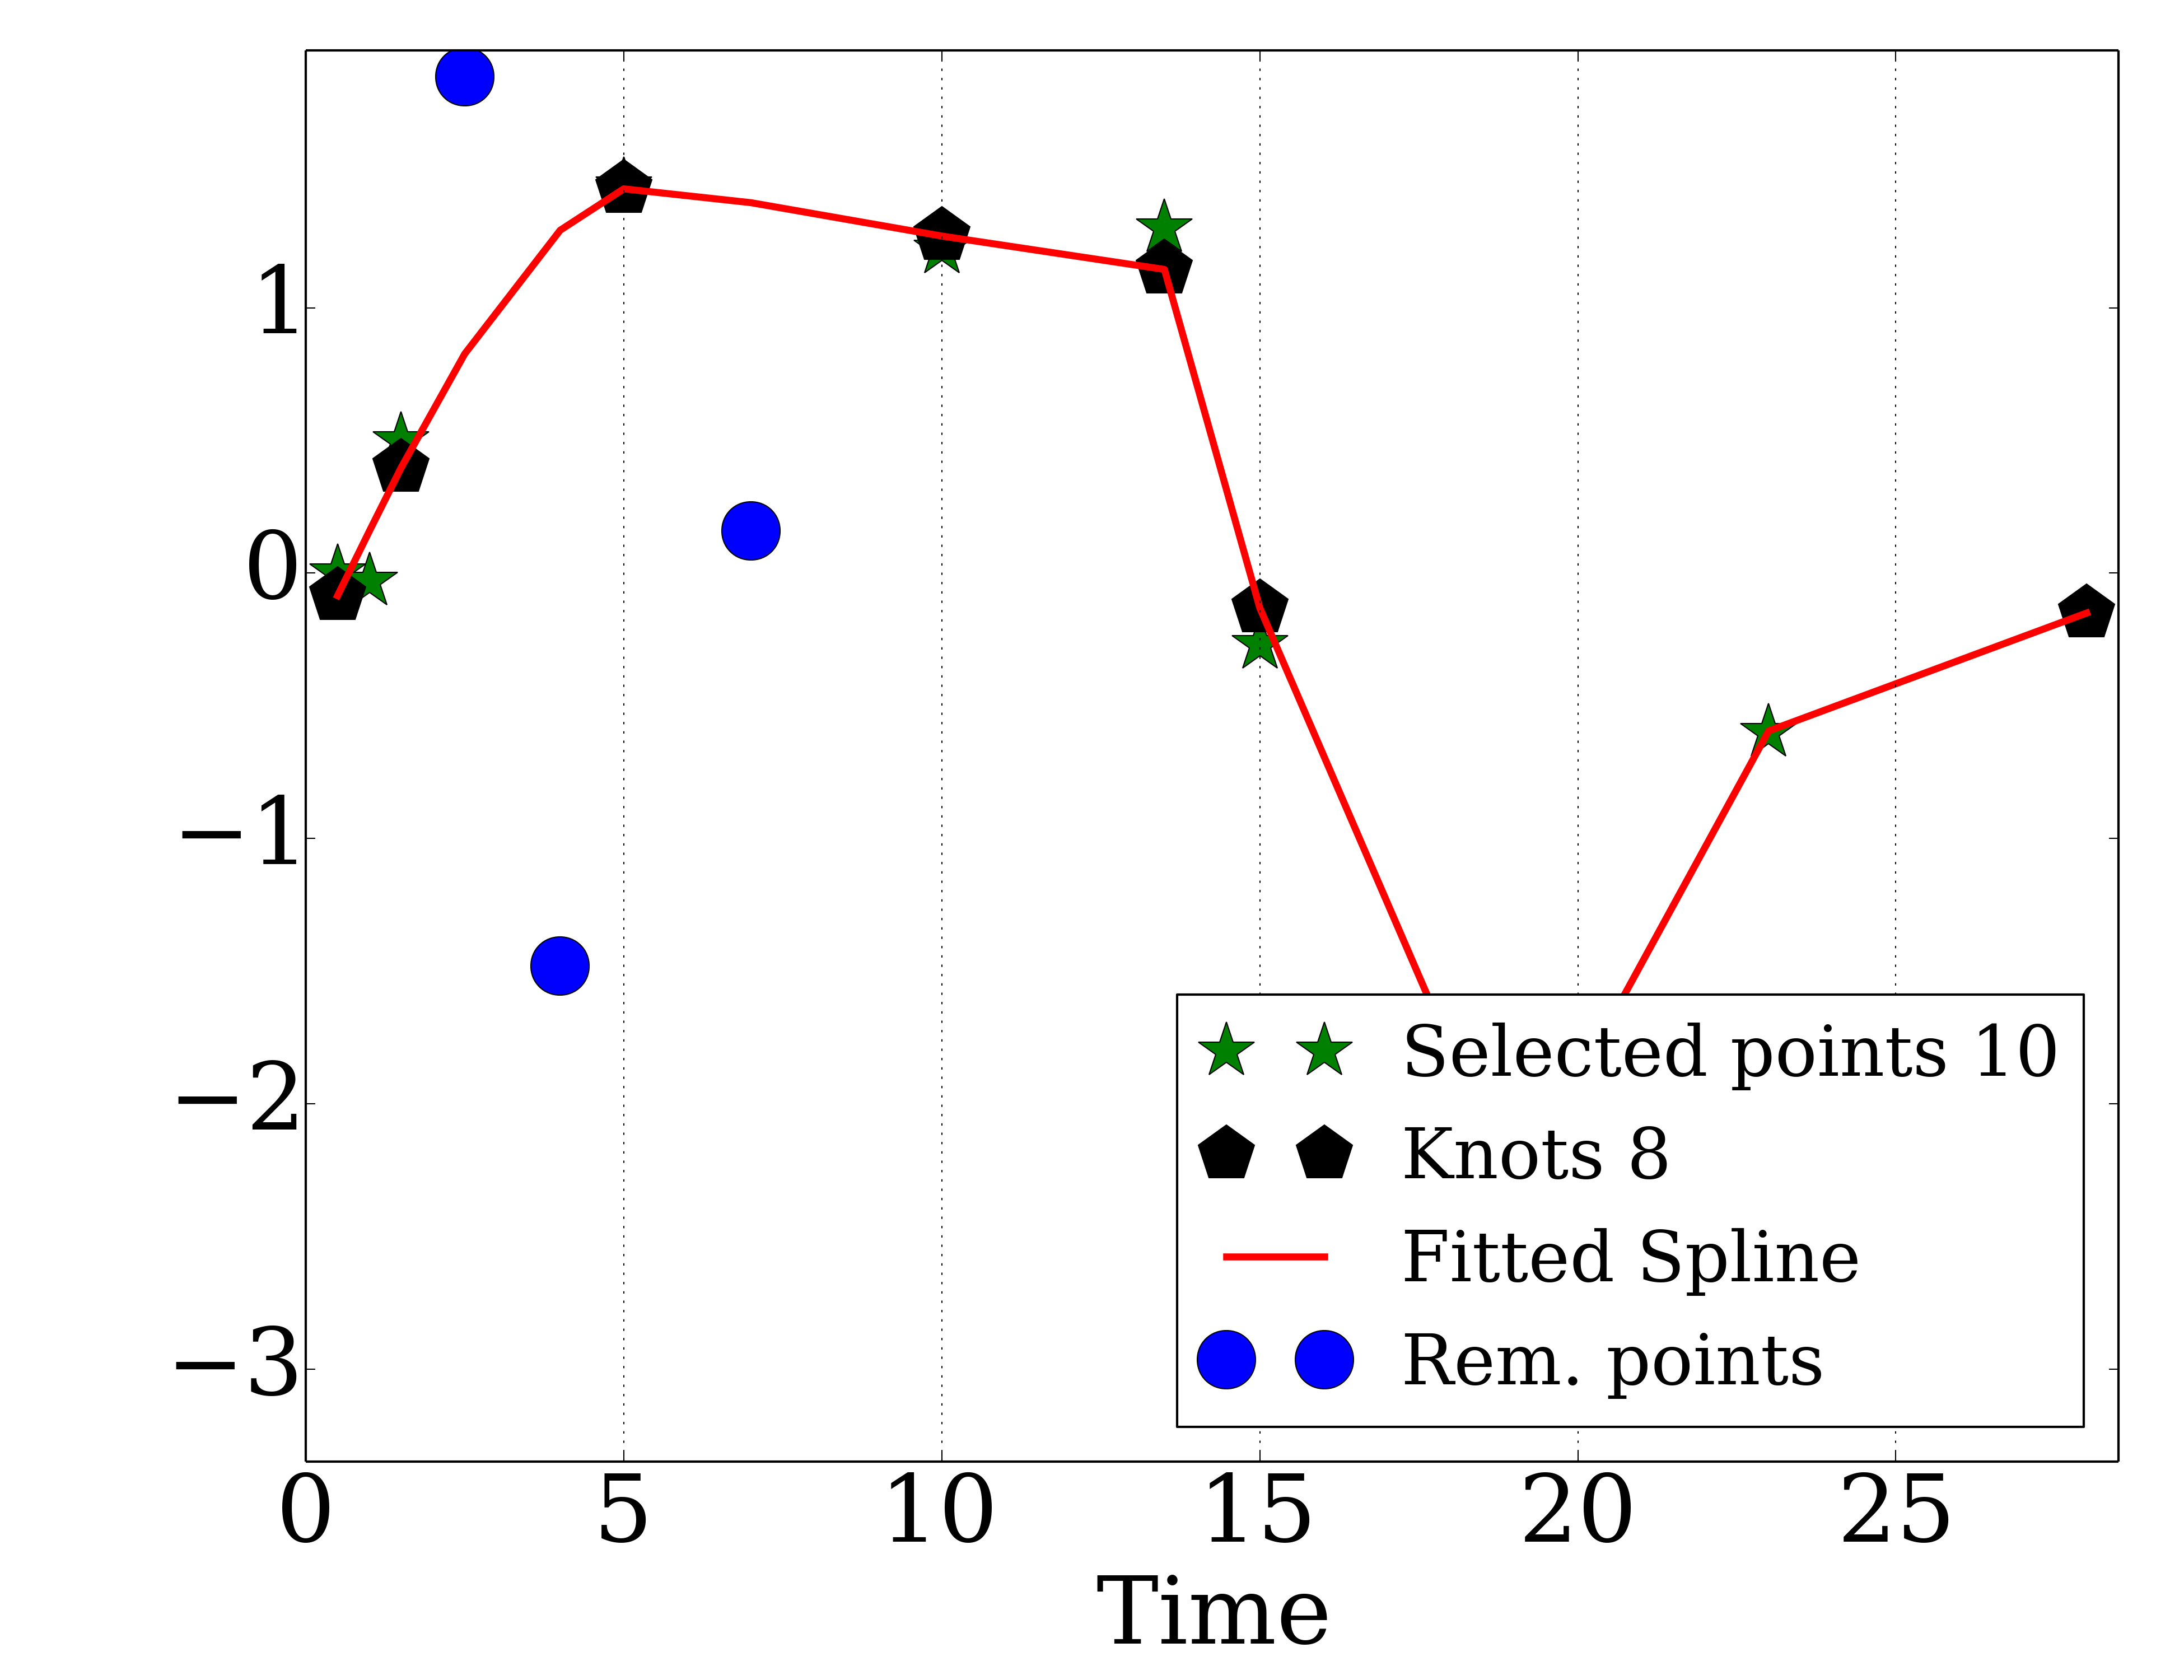 1
0
−1
−2
−3
Selected points 10
Knots 8
Fitted Spline
Rem. points
0 5 10 15 20 25
Time